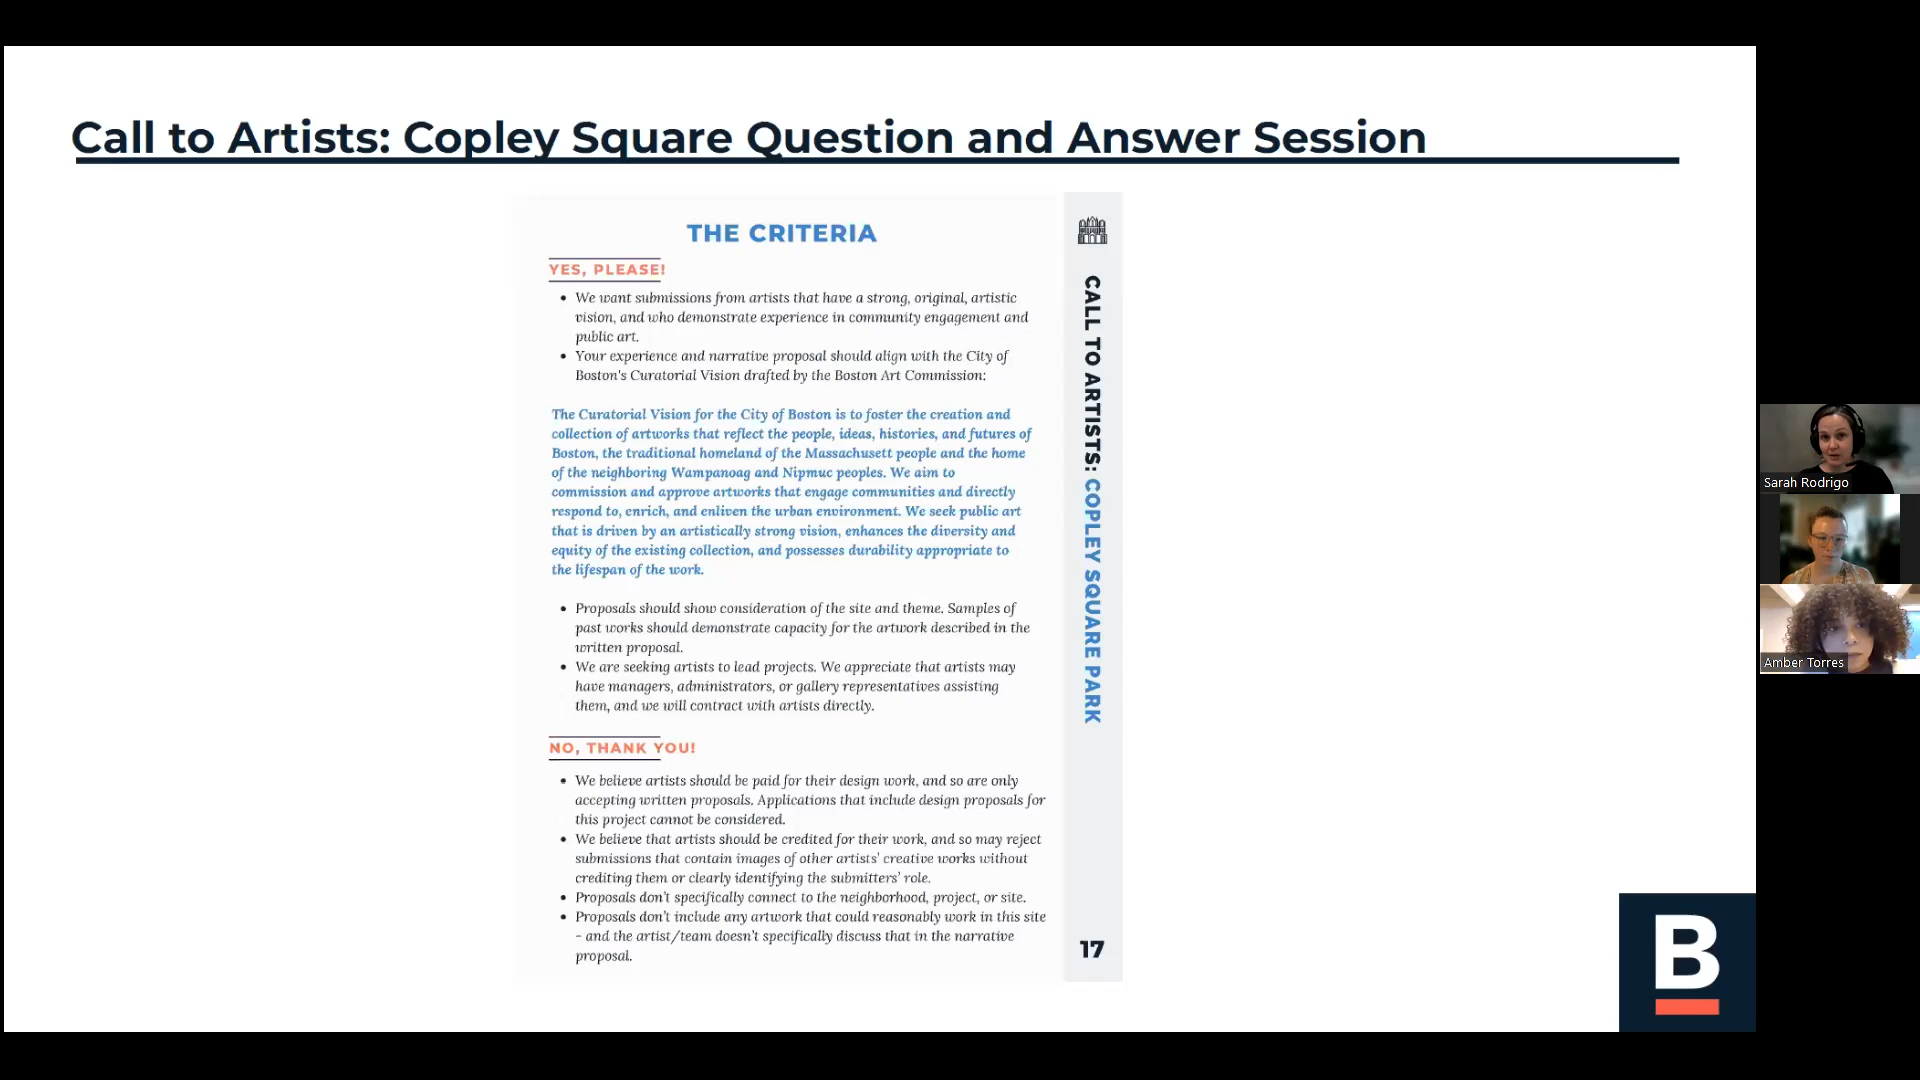 Call to Artists: Copley Square Question and Answer Session
THE CRITERIA
YES, PLEASE!
• We want submissions from artists that have a strong, original, artistic
vision, and who demonstrate experience in community engagement and
public art.
• Your experience and narrative proposal should align with the City of
Boston's Curatorial Vision drafted by the Boston Art Commission:
The Curatorial Vision for the City of Boston is to foster the creation and
collection of artworks that reflect the people, ideas, histories, and futures of
Boston, the traditional homeland of the Massachusett people and the home
of the neighboring Wampanoag and Nipmuc peoples. We aim to
commission and approve artworks that engage communities and directly
respond to, enrich, and enliven the urban environment. We seek public art
that is driven by an artistically strong vision, enhances the diversity and
equity of the existing collection, and possesses durability appropriate to
the lifespan of the work.
• Proposals should show consideration of the site and theme. Samples of
past works should demonstrate capacity for the artwork described in the
written proposal.
• We are seeking artists to lead projects. We appreciate that artists may
have managers, administrators, or gallery representatives assisting
them, and we will contract with artists directly.
NO, THANK YOU!
• We believe artists should be paid for their design work, and so are only
accepting written proposals. Applications that include design proposals for
this project cannot be considered.
• We believe that artists should be credited for their work, and so may reject
submissions that contain images of other artists' creative works without
crediting them or clearly identifying the submitters' role.
• Proposals don't specifically connect to the neighborhood, project, or site.
• Proposals don't include any artwork that could reasonably work in this site
- and the artist/team doesn't specifically discuss that in the narrative
proposal.
CALL TO ARTISTS: COPLEY SQUARE PARK
17
B
Sarah Rodrigo
Amber Torres